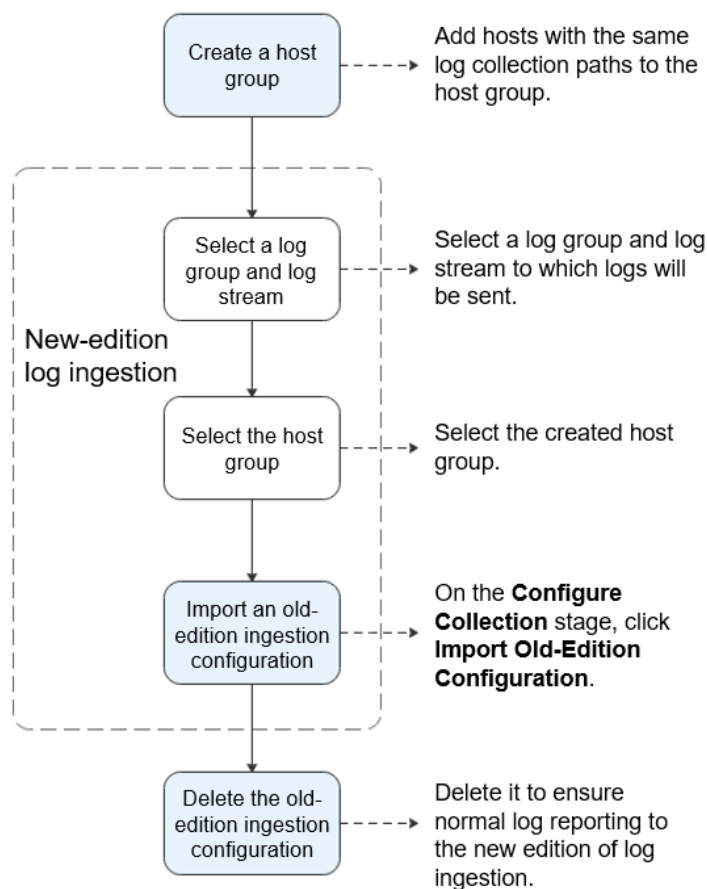 Create a host
group
Add hosts with the same
log collection paths to the
host group.
Select a log
group and log
stream
Select a log group and log
stream to which logs will
be sent.
New-edition
log ingestion
Select the host
group
Select the created host
group.
Import an old-
edition ingestion
configuration
On the Configure
Collection stage, click
Import Old-Edition
Configuration.
Delete the old-
edition ingestion
configuration
Delete it to ensure
normal log reporting to
the new edition of log
ingestion.